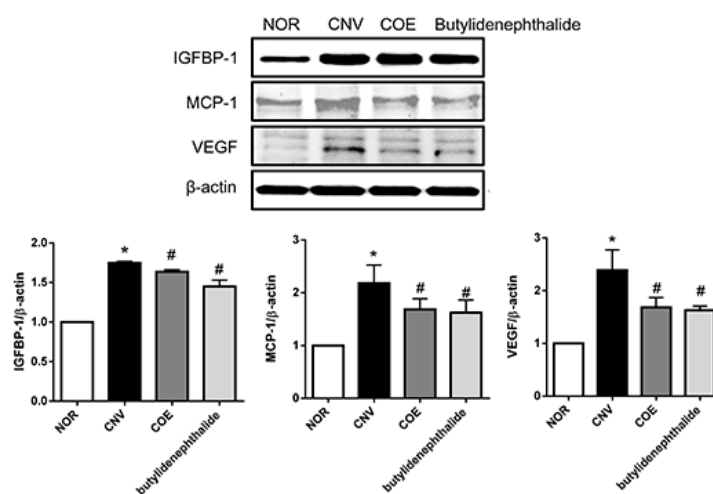 NOR CNV COE Butylidenephthalide
IGFBP-1
MCP-1
VEGF
β-actin
IGFBP-1/β-actin
2.0
1.5
1.0
0.5
0.0
* # #
NOR CNV COE butylidenephthalide
MCP-1/β-actin
3
2
1
0
* # #
NOR CNV COE butylidenephthalide
VEGF/β-actin
3
2
1
0
* # #
NOR CNV COE butylidenephthalide